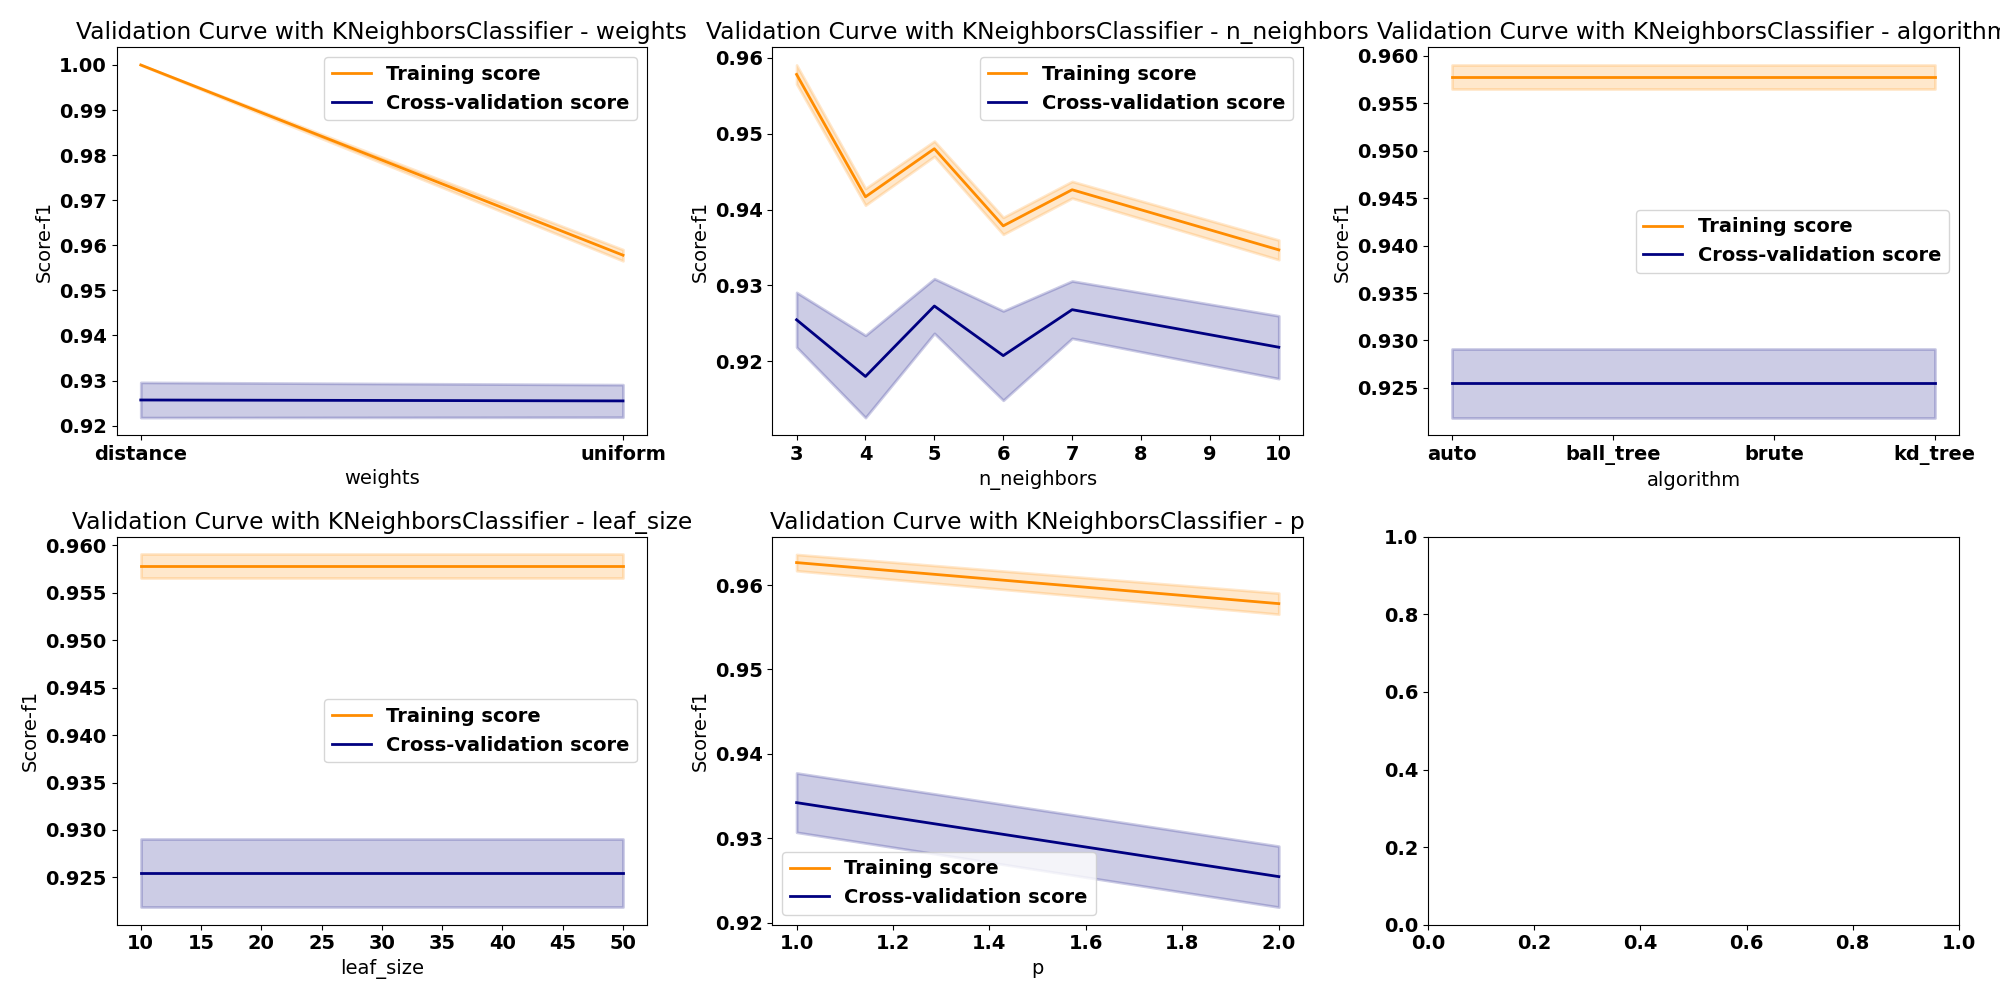 Validation Curve with KNeighborsClassifier - weights
1.00
0.99
0.98
0.97
0.96
0.95
0.94
0.93
0.92
Score-f1
Training score
Cross-validation score
distance uniform
weights
Validation Curve with KNeighborsClassifier - n_neighbors
0.96
0.95
0.94
0.93
0.92
Score-f1
Training score
Cross-validation score
3 4 5 6 7 8 9 10
n_neighbors
Validation Curve with KNeighborsClassifier - algorithm
0.960
0.955
0.950
0.945
0.940
0.935
0.930
0.925
Score-f1
Training score
Cross-validation score
auto ball_tree brute kd_tree
algorithm
Validation Curve with KNeighborsClassifier - leaf_size
0.960
0.955
0.950
0.945
0.940
0.935
0.930
0.925
Score-f1
Training score
Cross-validation score
10 15 20 25 30 35 40 45 50
leaf_size
Validation Curve with KNeighborsClassifier - p
0.96
0.95
0.94
0.93
0.92
Score-f1
Training score
Cross-validation score
1.0 1.2 1.4 1.6 1.8 2.0
p
1.0
0.8
0.6
0.4
0.2
0.0
0.0 0.2 0.4 0.6 0.8 1.0